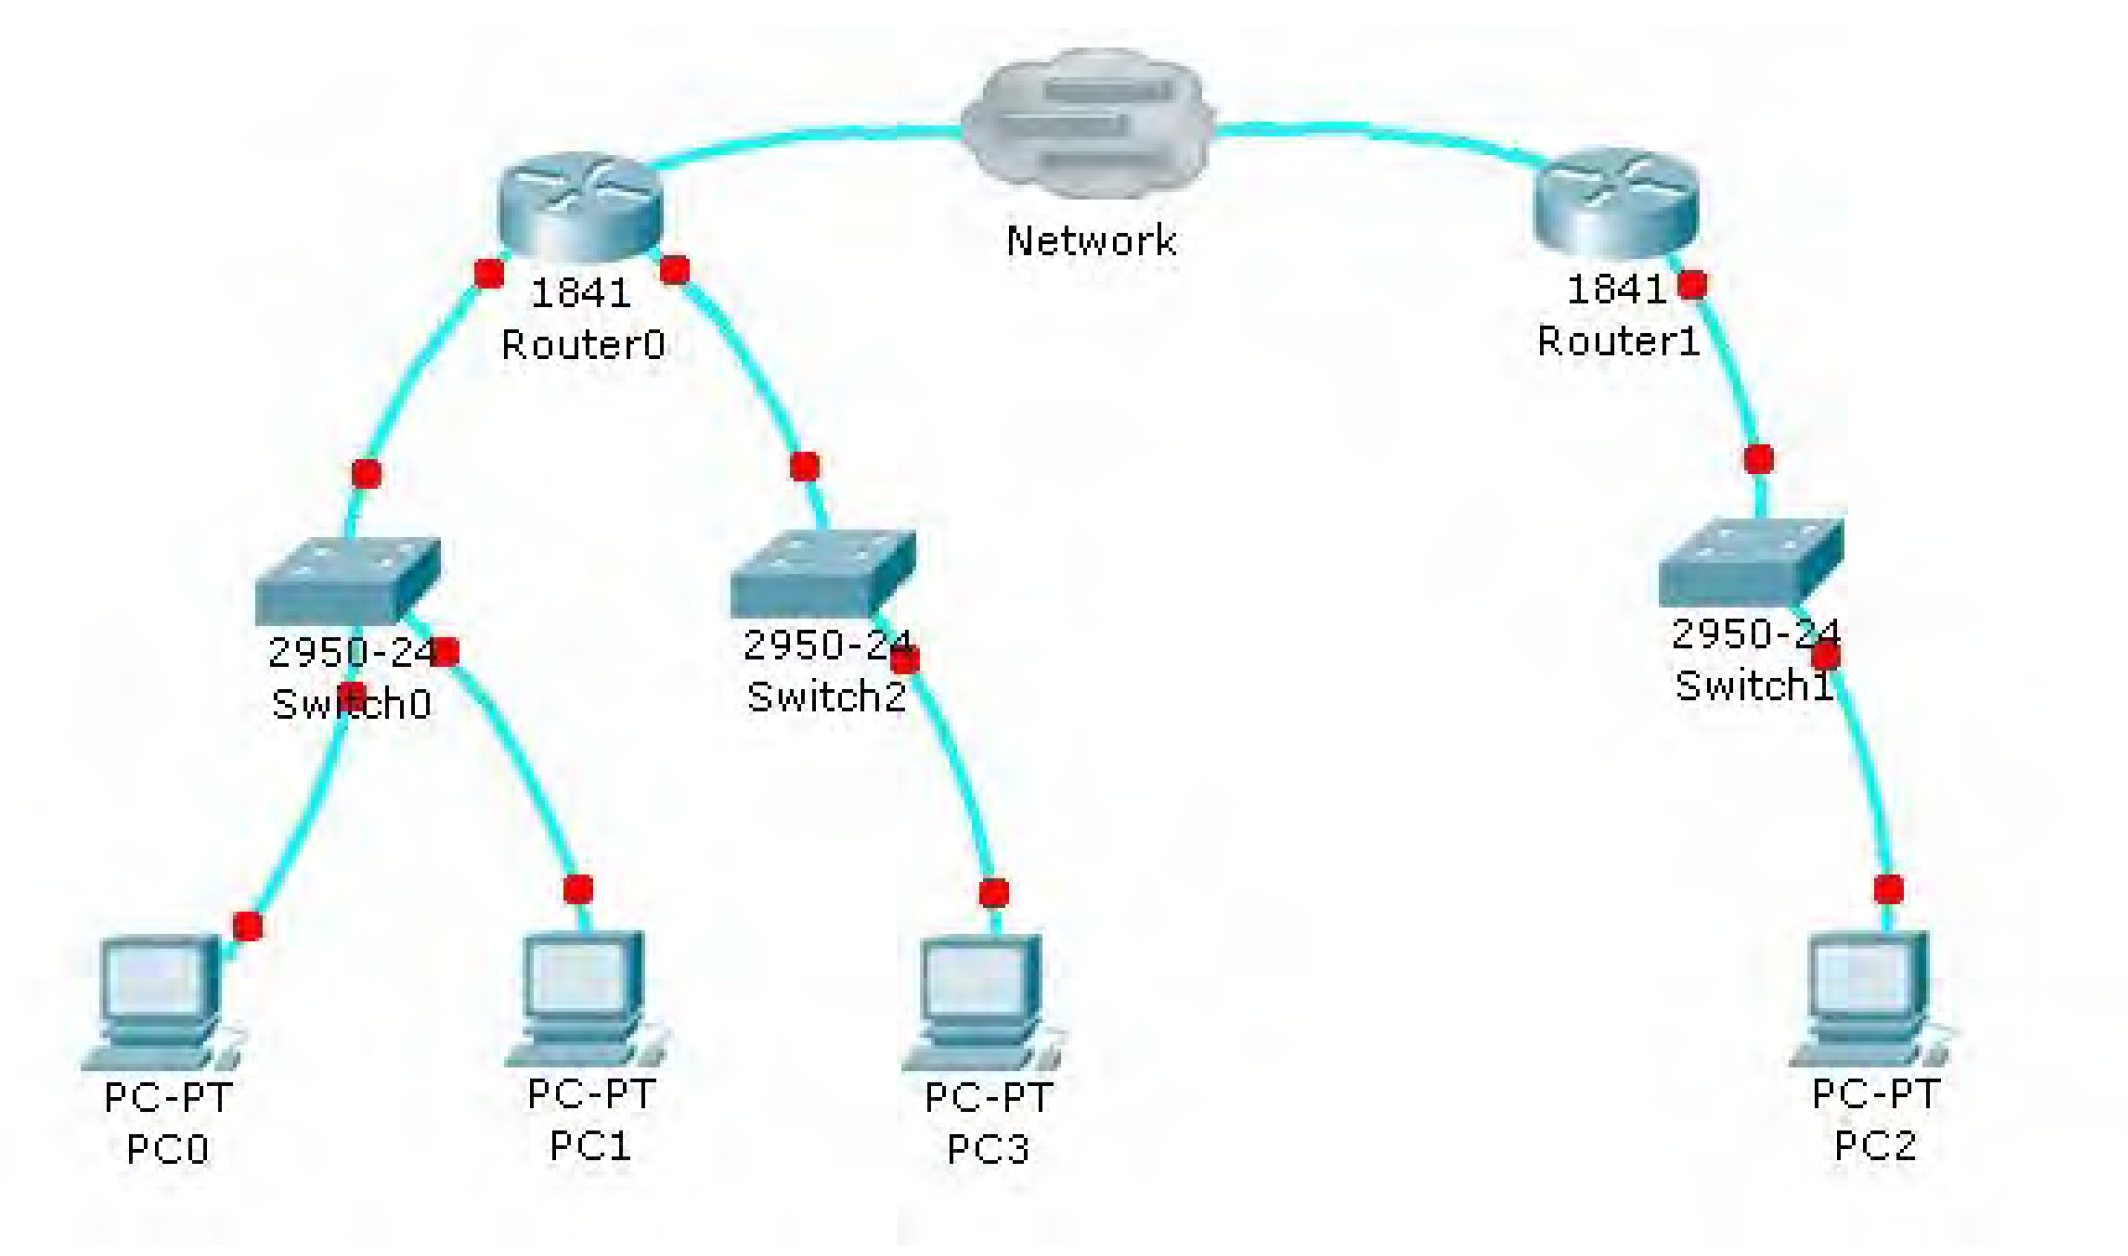 Network
1841
Router0
1841
Router1
2950-24
Switch0
2950-24
Switch2
2950-24
Switch1
PC-PT
PC0
PC-PT
PC1
PC-PT
PC3
PC-PT
PC2